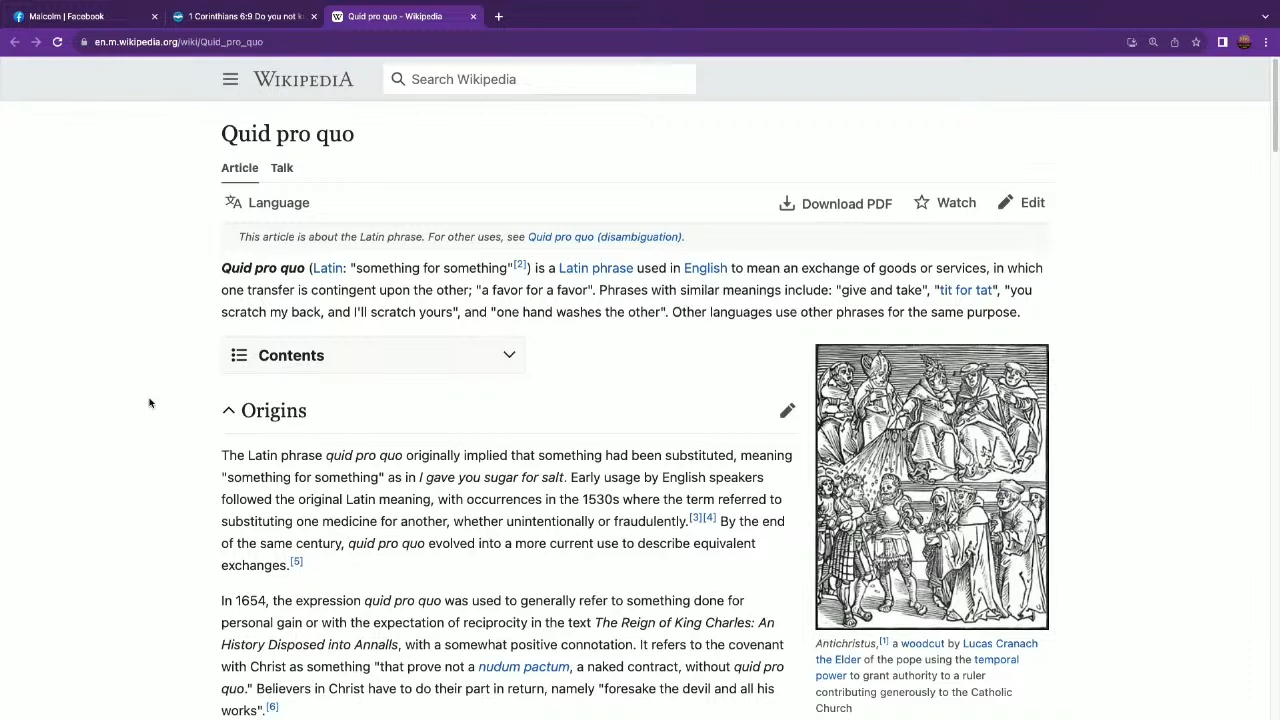 Malcolm | Facebook
1 Corinthians 6:9 Do you not k
Quid pro quo - Wikipedia
en.m.wikipedia.org/wiki/Quid_pro_quo
WIKIPEDIA
Search Wikipedia
Quid pro quo
Article Talk
Language
Download PDF Watch Edit
This article is about the Latin phrase. For other uses, see Quid pro quo (disambiguation).
Quid pro quo (Latin: "something for something"[2]) is a Latin phrase used in English to mean an exchange of goods or services, in which
one transfer is contingent upon the other; "a favor for a favor". Phrases with similar meanings include: "give and take", "tit for tat", "you
scratch my back, and I'll scratch yours", and "one hand washes the other". Other languages use other phrases for the same purpose.
Contents
Origins
The Latin phrase quid pro quo originally implied that something had been substituted, meaning
"something for something" as in I gave you sugar for salt. Early usage by English speakers
followed the original Latin meaning, with occurrences in the 1530s where the term referred to
substituting one medicine for another, whether unintentionally or fraudulently.[3][4] By the end
of the same century, quid pro quo evolved into a more current use to describe equivalent
exchanges.[5]
In 1654, the expression quid pro quo was used to generally refer to something done for
personal gain or with the expectation of reciprocity in the text The Reign of King Charles: An
History Disposed into Annalls, with a somewhat positive connotation. It refers to the covenant
with Christ as something "that prove not a nudum pactum, a naked contract, without quid pro
quo." Believers in Christ have to do their part in return, namely "foresake the devil and all his
works".[6]
Antichristus,[1] a woodcut by Lucas Cranach
the Elder of the pope using the temporal
power to grant authority to a ruler
contributing generously to the Catholic
Church